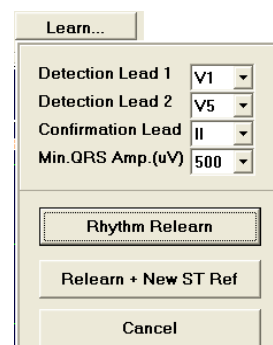 Learn...
Detection Lead 1 V1
Detection Lead 2 V5
Confirmation Lead II
Min.QRS Amp.(uV) 500
Rhythm Relearn
Relearn + New ST Ref
Cancel